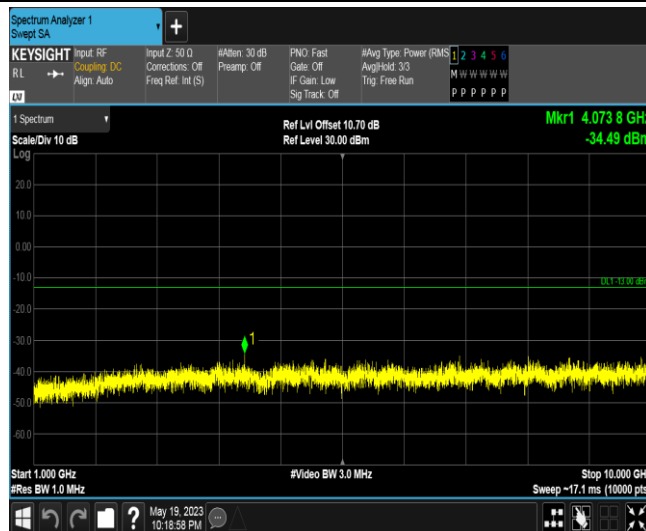 Spectrum Analyzer 1
Swept SA
+
KEYSIGHT
RL
LXI
Input: RF
Coupling: DC
Align: Auto
Input Z: 50 Ω
Corrections: Off
Freq Ref: Int (S)
#Atten: 30 dB
Preamp: Off
PNO: Fast
Gate: Off
IF Gain: Low
Sig Track: Off
#Avg Type: Power (RMS
Avg|Hold: 3/3
Trig: Free Run
1 2 3 4 5 6
M W W W W W
P P P P P P
1 Spectrum
Scale/Div 10 dB
Log
Ref Lvl Offset 10.70 dB
Ref Level 30.00 dBm
Mkr1 4.073 8 GHz
-34.49 dBm
20.0
10.0
0.00
-10.0
DL1 -13.00 dBm
-20.0
-30.0
1
-40.0
-50.0
-60.0
Start 1.000 GHz
#Res BW 1.0 MHz
#Video BW 3.0 MHz
Stop 10.000 GHz
Sweep ~17.1 ms (10000 pts
?
May 19, 2023
10:18:58 PM